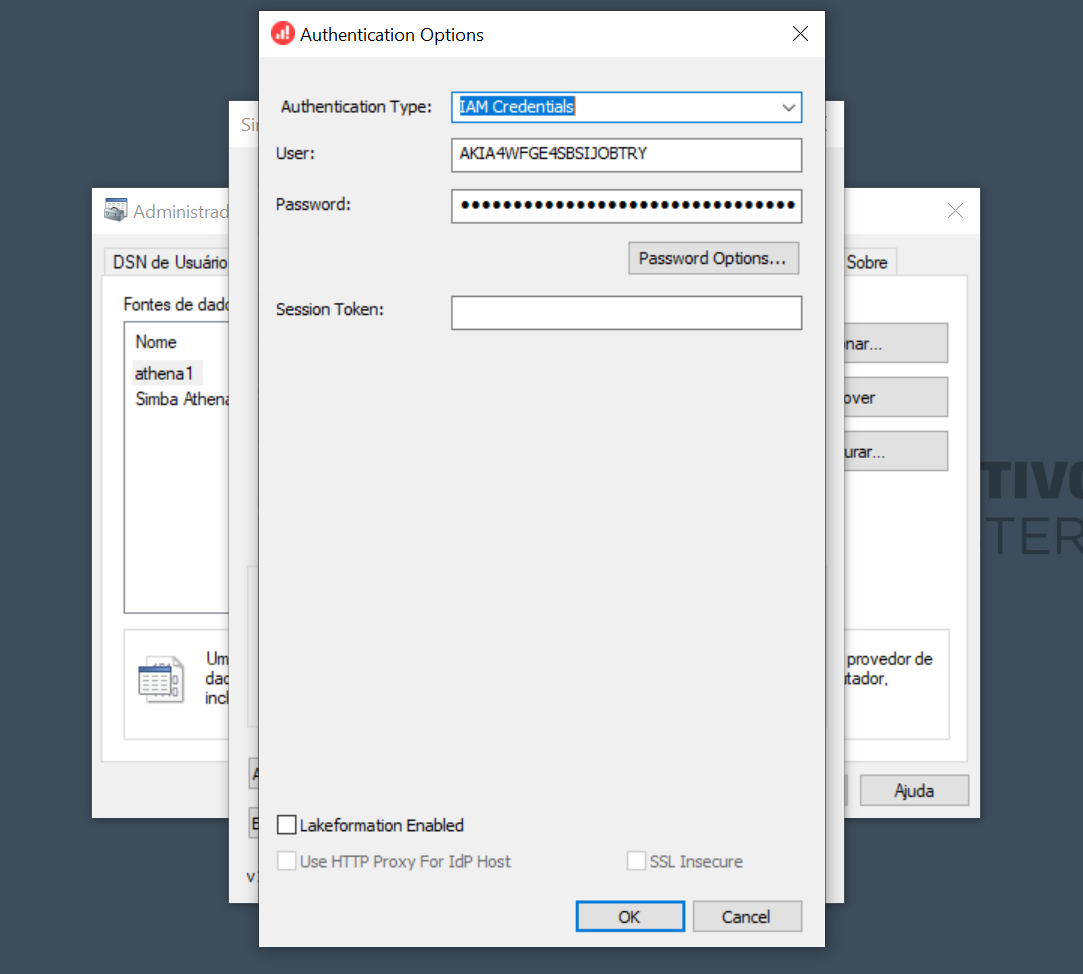 Authentication Options
Authentication Type: IAM Credentials
User: AKIA4WFGE4SBSIJOBTRY
Password: ••••••••••••••••••••••••••••••••
Password Options...
Session Token:
Lakeformation Enabled
Use HTTP Proxy For IdP Host SSL Insecure
OK Cancel
Sim
Administrad
DSN de Usuário Sobre
Fontes de dado
Nome
athena1
Simba Athena
onar...
over
urar...
Um
dad
incl
provedor de
utador,
Ajuda
TIVO
TER